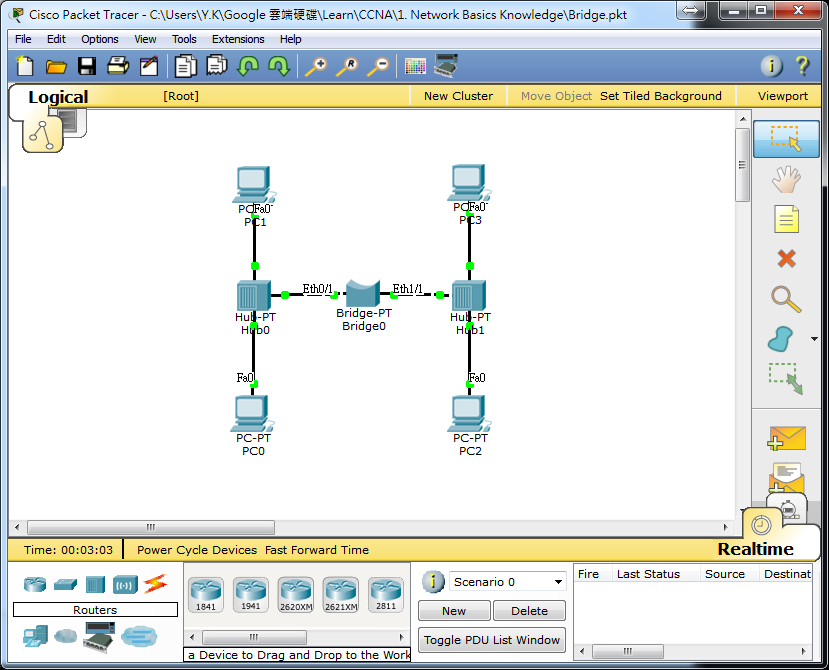 Cisco Packet Tracer - C:\Users\Y.K\Google 雲端硬碟\Learn\CCNA\1. Network Basics Knowledge\Bridge.pkt
File Edit Options View Tools Extensions Help
Logical [Root] New Cluster Move Object Set Tiled Background Viewport
Fa0
PC1
Fa0
PC3
Eth0/1 Eth1/1
Hub-PT
Hub0
Bridge-PT
Bridge0
Hub-PT
Hub1
Fa0
Fa0
PC-PT
PC0
PC-PT
PC2
Time: 00:03:03 Power Cycle Devices Fast Forward Time Realtime
Routers
1841 1941 2620XM 2621XM 2811
a Device to Drag and Drop to the Work
Scenario 0
New Delete
Toggle PDU List Window
Fire Last Status Source Destinat